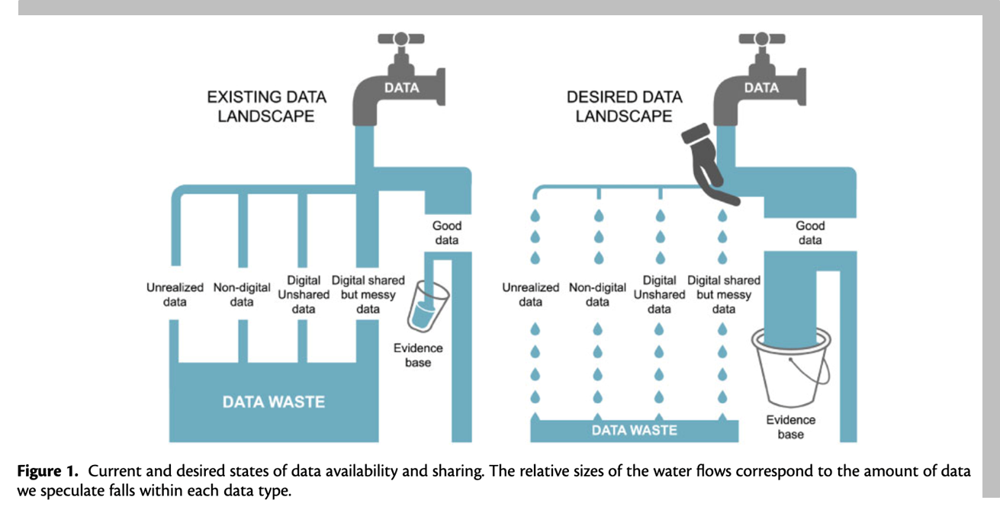 EXISTING DATA
LANDSCAPE
DATA
Good
data
Unrealized
data
Non-digital
data
Digital
Unshared
data
Digital shared
but messy
data
Evidence
base
DATA WASTE
DESIRED DATA
LANDSCAPE
DATA
Good
data
Unrealized
data
Non-digital
data
Digital
Unshared
data
Digital shared
but messy
data
Evidence
base
DATA WASTE
Figure 1. Current and desired states of data availability and sharing. The relative sizes of the water flows correspond to the amount of data
we speculate falls within each data type.